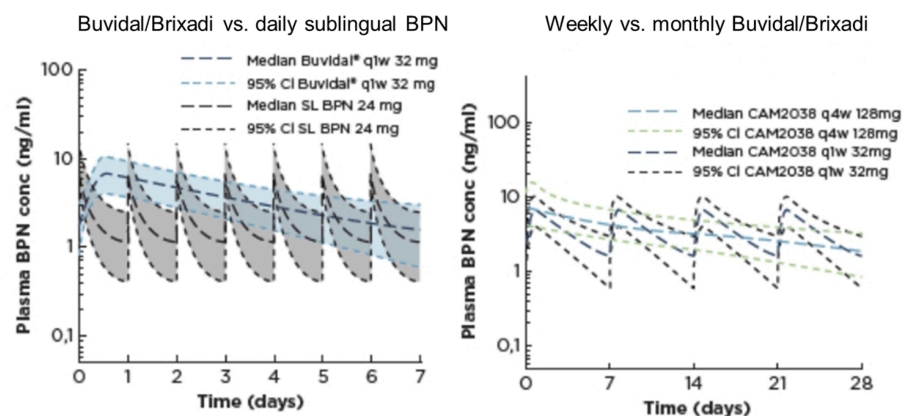 Buvidal/Brixadi vs. daily sublingual BPN
Median Buvidal® q1w 32 mg
95% CI Buvidal® q1w 32 mg
Median SL BPN 24 mg
95% CI SL BPN 24 mg
Plasma BPN conc (ng/ml)
100
10
1
0,1
0 1 2 3 4 5 6 7
Time (days)
Weekly vs. monthly Buvidal/Brixadi
Median CAM2038 q4w 128mg
95% CI CAM2038 q4w 128mg
Median CAM2038 q1w 32mg
95% CI CAM2038 q1w 32mg
Plasma BPN conc (ng/ml)
100
10
1
0,1
0 7 14 21 28
Time (days)